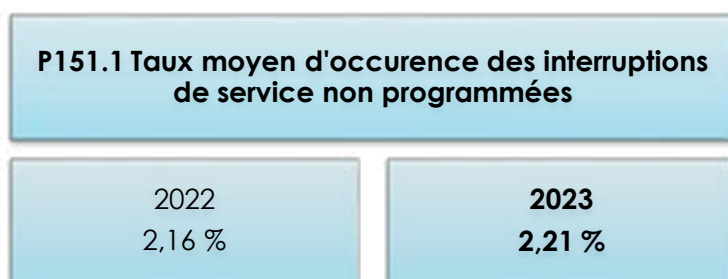 P151.1 Taux moyen d'occurence des interruptions
de service non programmées
2022
2,16 %
2023
2,21 %